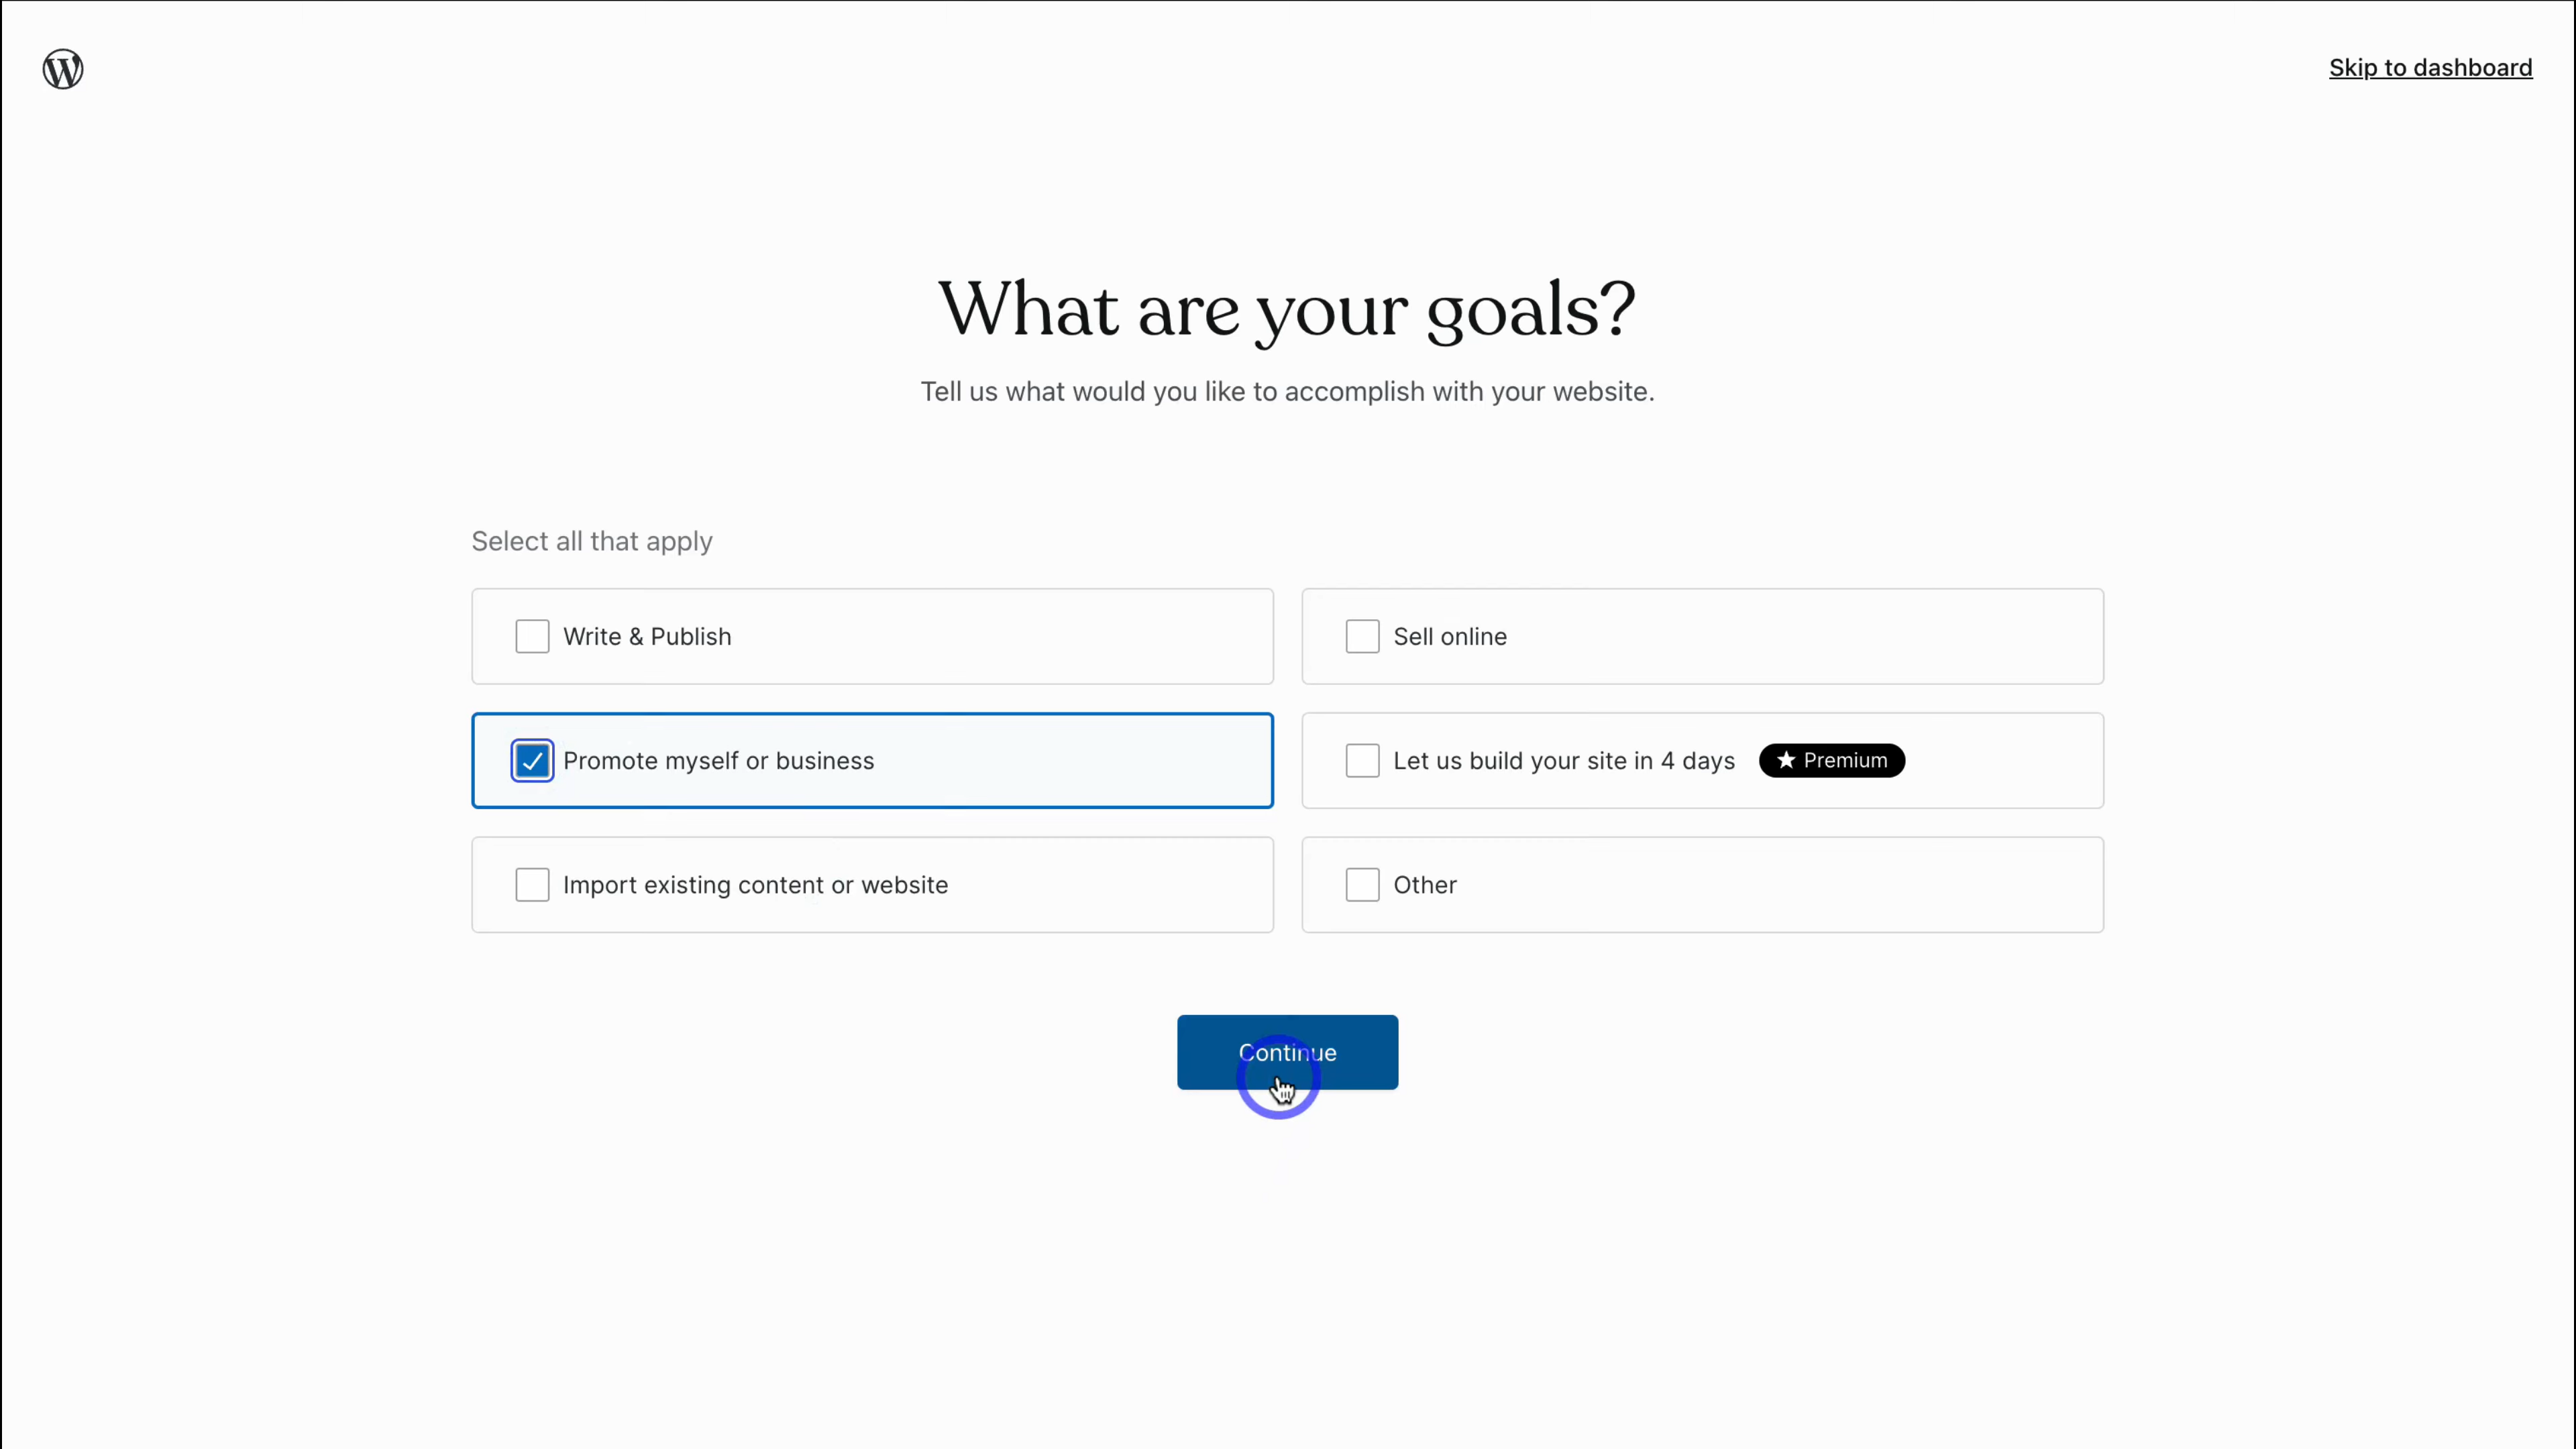 Skip to dashboard
What are your goals?
Tell us what would you like to accomplish with your website.
Select all that apply
Write & Publish
Sell online
Promote myself or business
Let us build your site in 4 days
★ Premium
Import existing content or website
Other
Continue